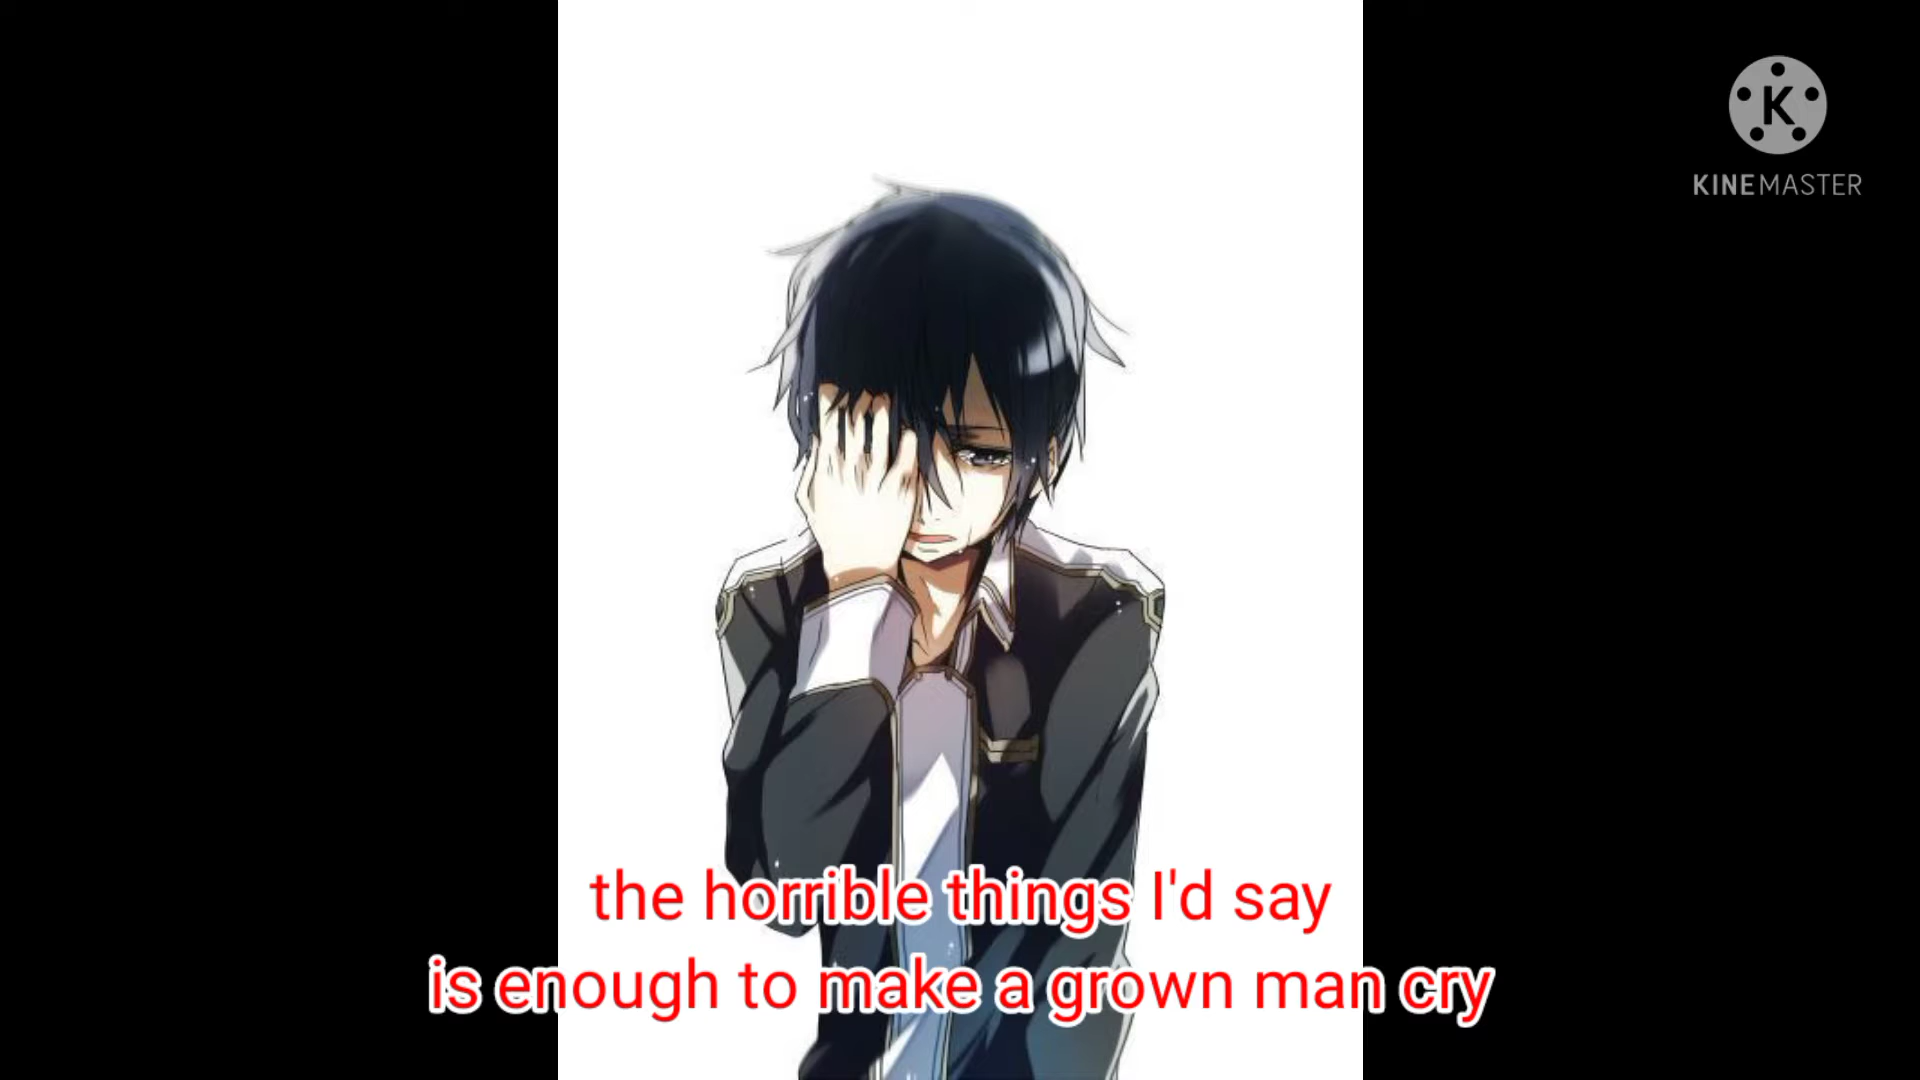 K
KINEMASTER
the horrible things I'd say
is enough to make a grown man cry